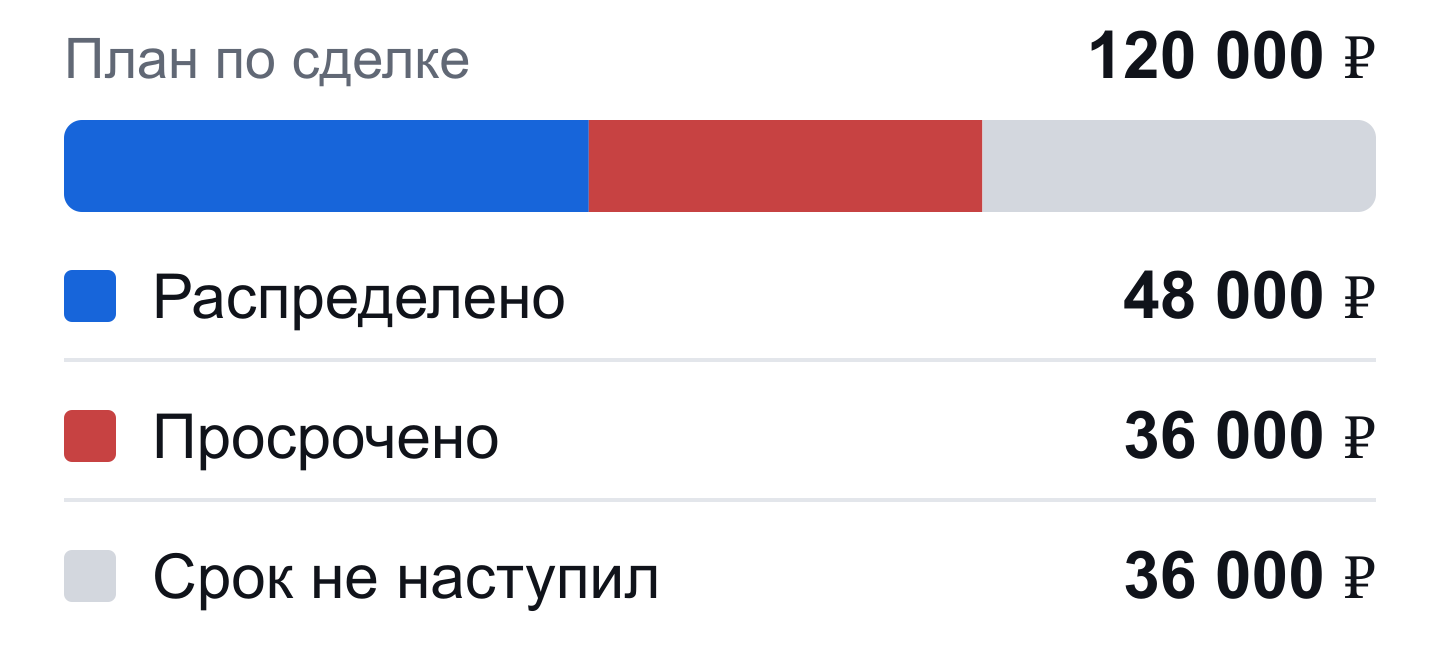 План по сделке 120 000 ₽
Распределено 48 000 ₽
Просрочено 36 000 ₽
Срок не наступил 36 000 ₽